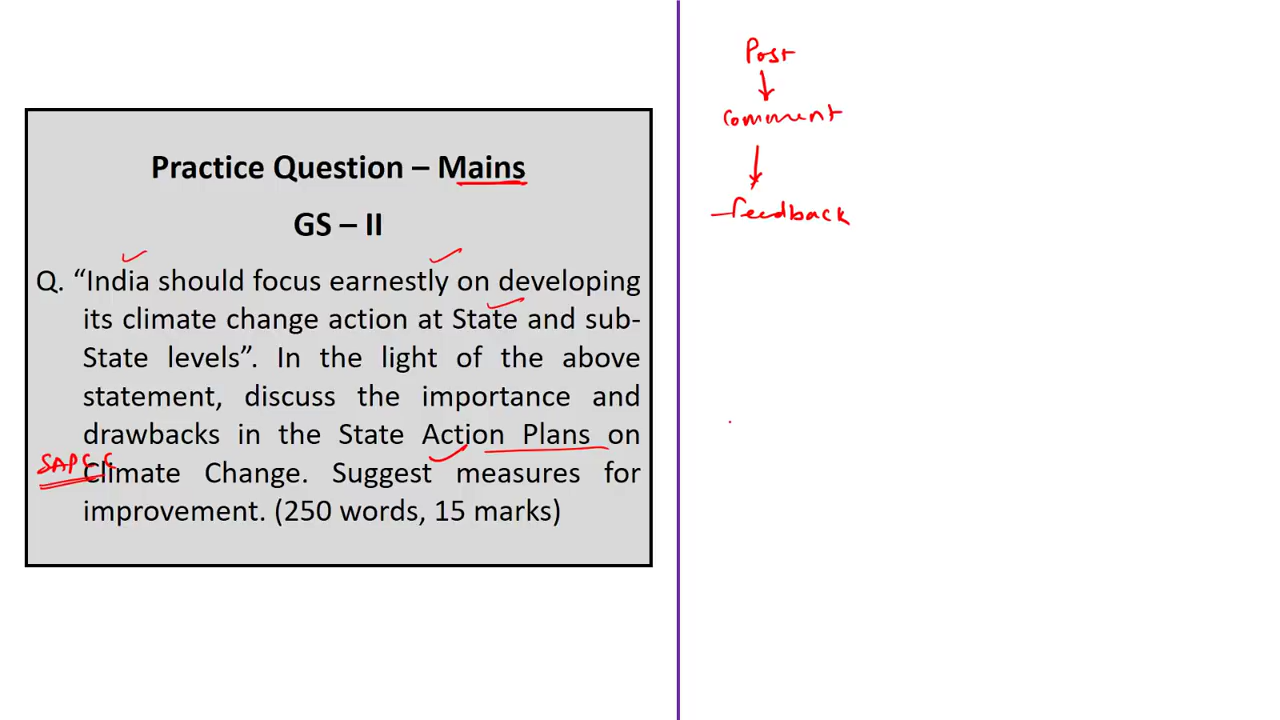 Practice Question – Mains
GS – II
Q. “India should focus earnestly on developing
its climate change action at State and sub-
State levels”. In the light of the above
statement, discuss the importance and
drawbacks in the State Action Plans on
SAPCC
Climate Change. Suggest measures for
improvement. (250 words, 15 marks)
Post
Comment
feedback